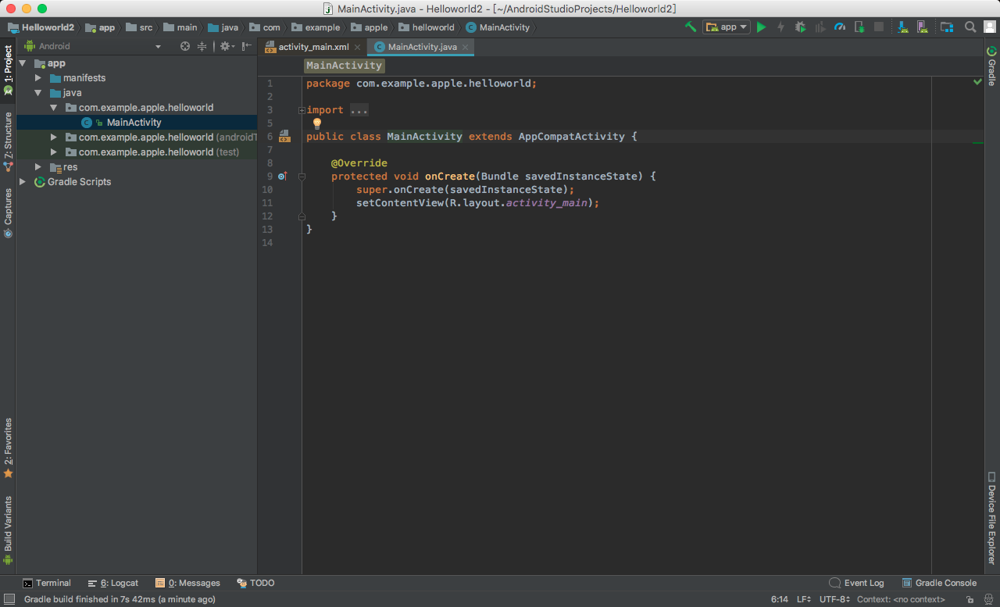 MainActivity.java - Helloworld2 - [~/AndroidStudioProjects/Helloworld2]
Helloworld2 app src main java com example apple helloworld MainActivity app
1: Project
Z: Structure
Captures
2: Favorites
Build Variants
Android
app
manifests
java
com.example.apple.helloworld
MainActivity
com.example.apple.helloworld (androidT
com.example.apple.helloworld (test)
res
Gradle Scripts
activity_main.xml MainActivity.java
MainActivity
1 package com.example.apple.helloworld;
2
3 import ...
5
6 public class MainActivity extends AppCompatActivity {
7
8 @Override
9 protected void onCreate(Bundle savedInstanceState) {
10 super.onCreate(savedInstanceState);
11 setContentView(R.layout.activity_main);
12 }
13 }
14
Gradle
Device File Explorer
Terminal 6: Logcat 0: Messages TODO Event Log Gradle Console
Gradle build finished in 7s 42ms (a minute ago) 6:14 LF UTF-8 Context: <no context>